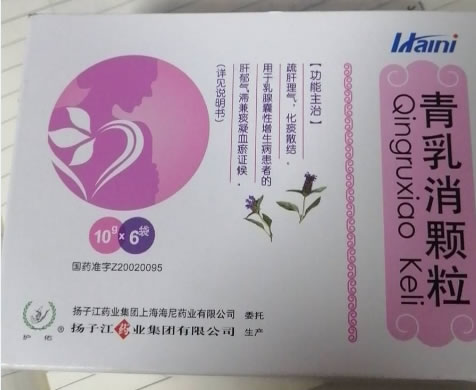 Haini
青乳消颗粒
Qingruxiao Keli
【功能主治】
疏肝理气，化痰散结。
用于乳腺囊性增生病患者的
肝郁气滞兼痰凝血瘀证候。
（详见说明书）
10g×6袋
国药准字Z20020095
扬子江药业集团上海海尼药业有限公司 委托
护佑 ® 扬子江药业集团有限公司 生产